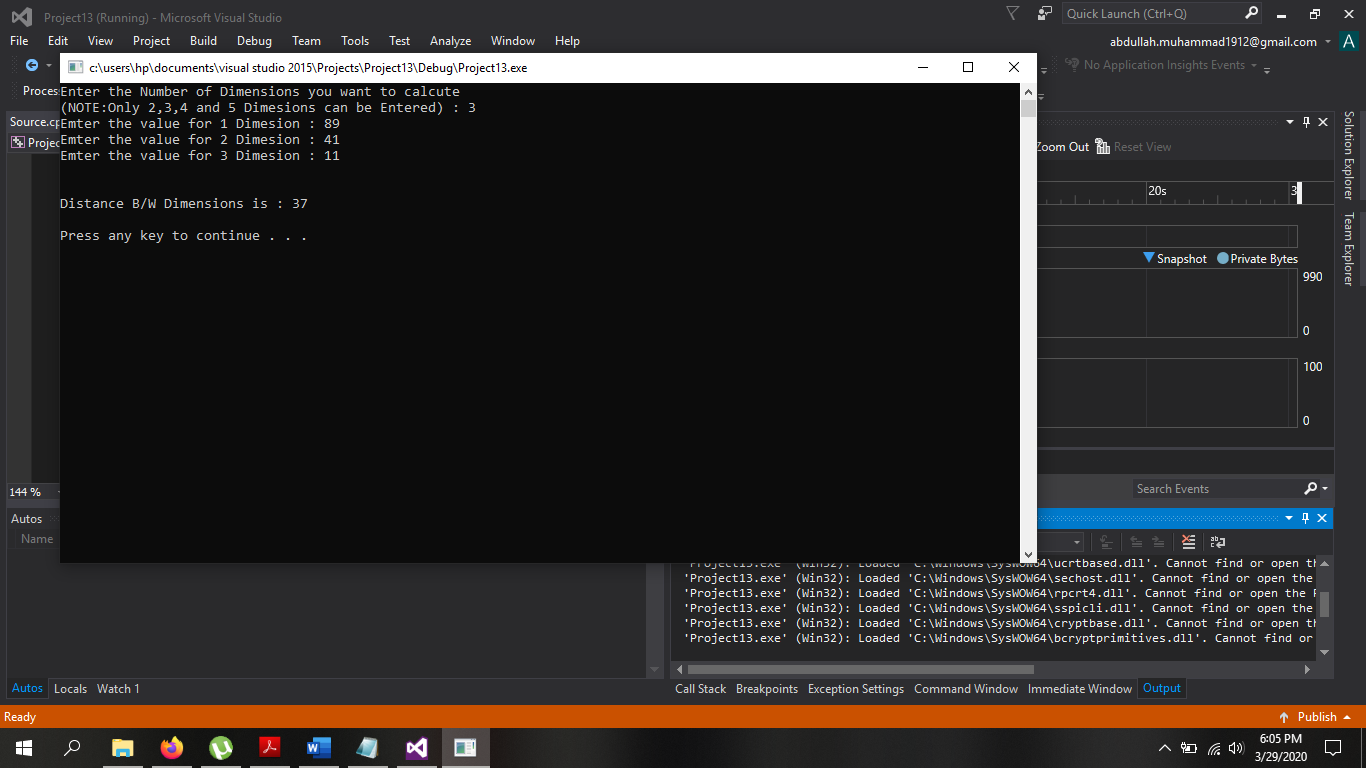 Project13 (Running) - Microsoft Visual Studio
Quick Launch (Ctrl+Q)
File Edit View Project Build Debug Team Tools Test Analyze Window Help
abdullah.muhammad1912@gmail.com A
No Application Insights Events
Proces
c:\users\hp\documents\visual studio 2015\Projects\Project13\Debug\Project13.exe
Enter the Number of Dimensions you want to calcute
(NOTE:Only 2,3,4 and 5 Dimesions can be Entered) : 3
Emter the value for 1 Dimesion : 89
Emter the value for 2 Dimesion : 41
Emter the value for 3 Dimesion : 11
Distance B/W Dimensions is : 37
Press any key to continue . . .
Source.cp
Projec
Zoom Out Reset View
20s 3
Snapshot Private Bytes
990
0
100
0
Solution Explorer
Team Explorer
144 %
Search Events
Autos
Name
'Project13.exe' (Win32): Loaded 'C:\Windows\SysWOW64\ucrtbased.dll'. Cannot find or open th
'Project13.exe' (Win32): Loaded 'C:\Windows\SysWOW64\sechost.dll'. Cannot find or open the
'Project13.exe' (Win32): Loaded 'C:\Windows\SysWOW64\rpcrt4.dll'. Cannot find or open the P
'Project13.exe' (Win32): Loaded 'C:\Windows\SysWOW64\sspicli.dll'. Cannot find or open the
'Project13.exe' (Win32): Loaded 'C:\Windows\SysWOW64\cryptbase.dll'. Cannot find or open th
'Project13.exe' (Win32): Loaded 'C:\Windows\SysWOW64\bcryptprimitives.dll'. Cannot find or
Autos Locals Watch 1
Call Stack Breakpoints Exception Settings Command Window Immediate Window Output
Ready
Publish
6:05 PM
3/29/2020